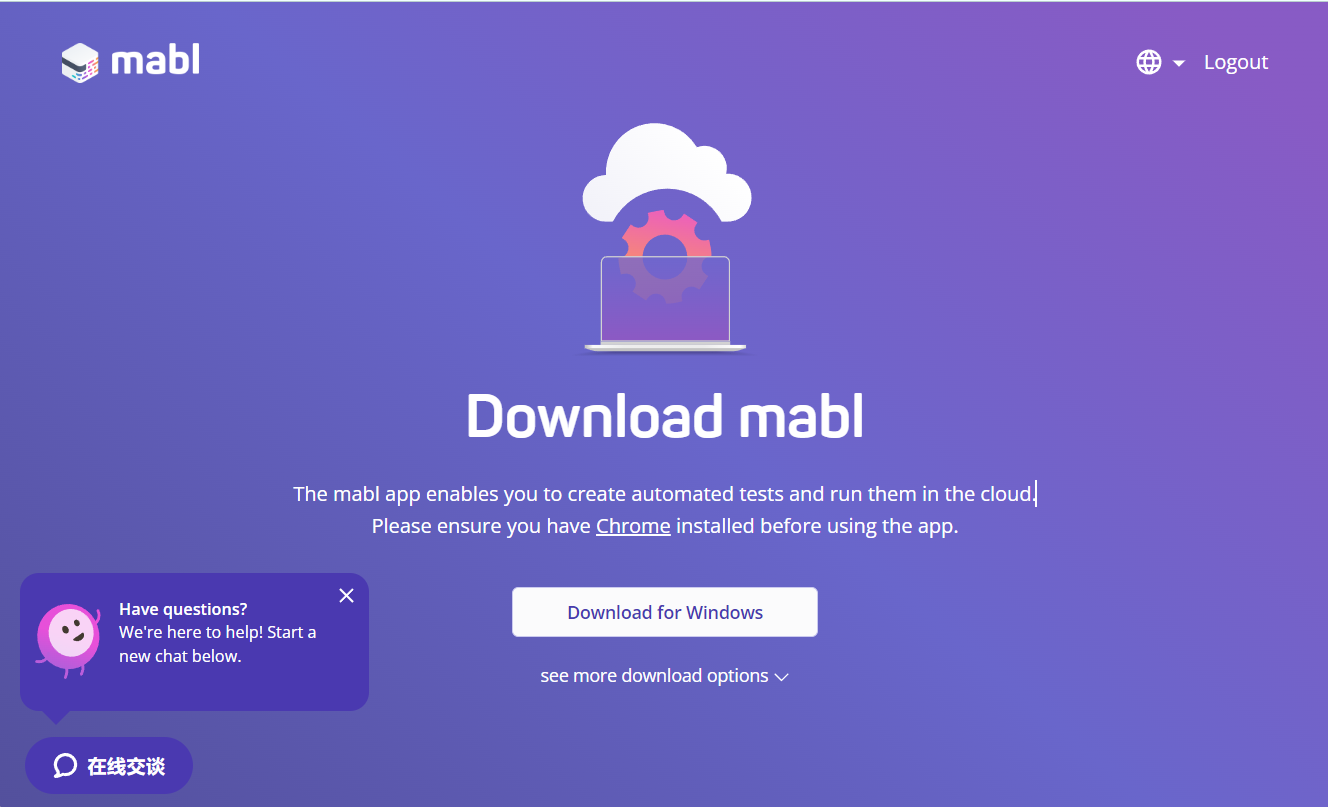 mabl
Logout
Download mabl
The mabl app enables you to create automated tests and run them in the cloud.
Please ensure you have Chrome installed before using the app.
Download for Windows
see more download options
Have questions?
We're here to help! Start a
new chat below.
在线交谈